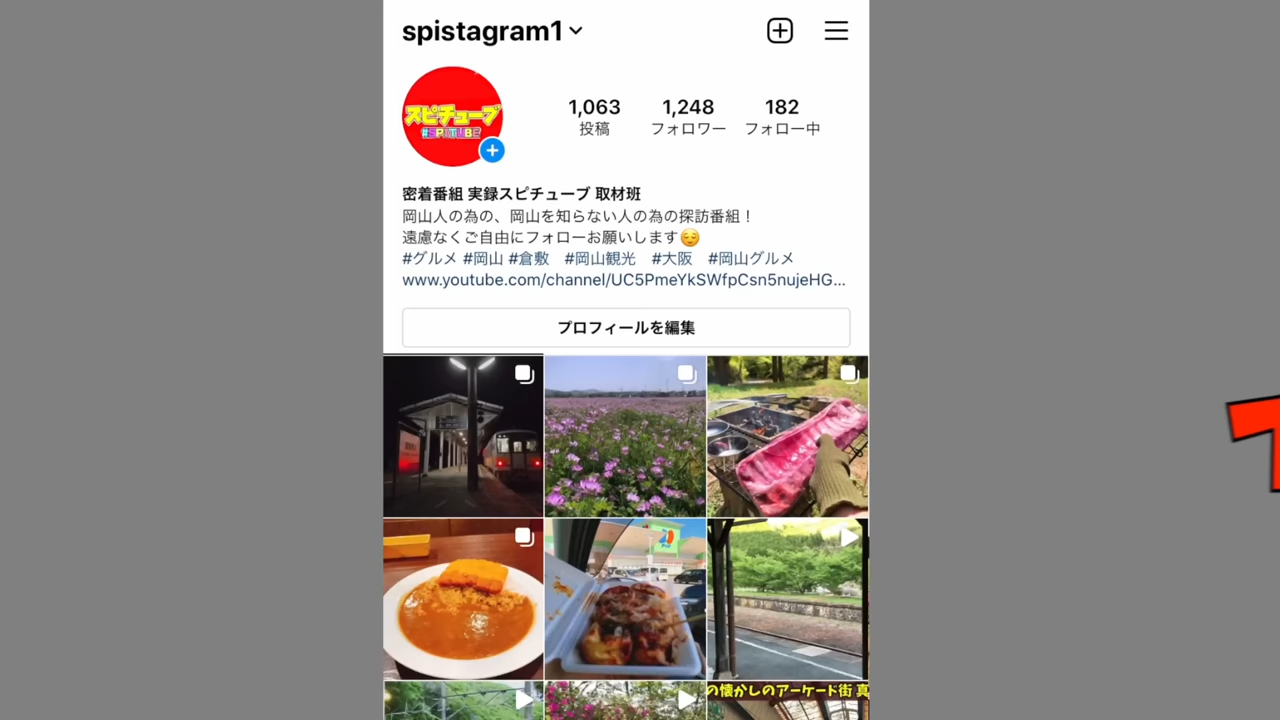 spistagram1
スピチューブ
#SPITUBE
1,063
投稿
1,248
フォロワー
182
フォロー中
密着番組 実録スピチューブ 取材班
岡山人の為の、岡山を知らない人の為の探訪番組！
遠慮なくご自由にフォローお願いします😌
#グルメ #岡山 #倉敷　#岡山観光　#大阪　#岡山グルメ
www.youtube.com/channel/UC5PmeYkSWfpCsn5nujeHG...
プロフィールを編集
の懐かしのアーケード街 真